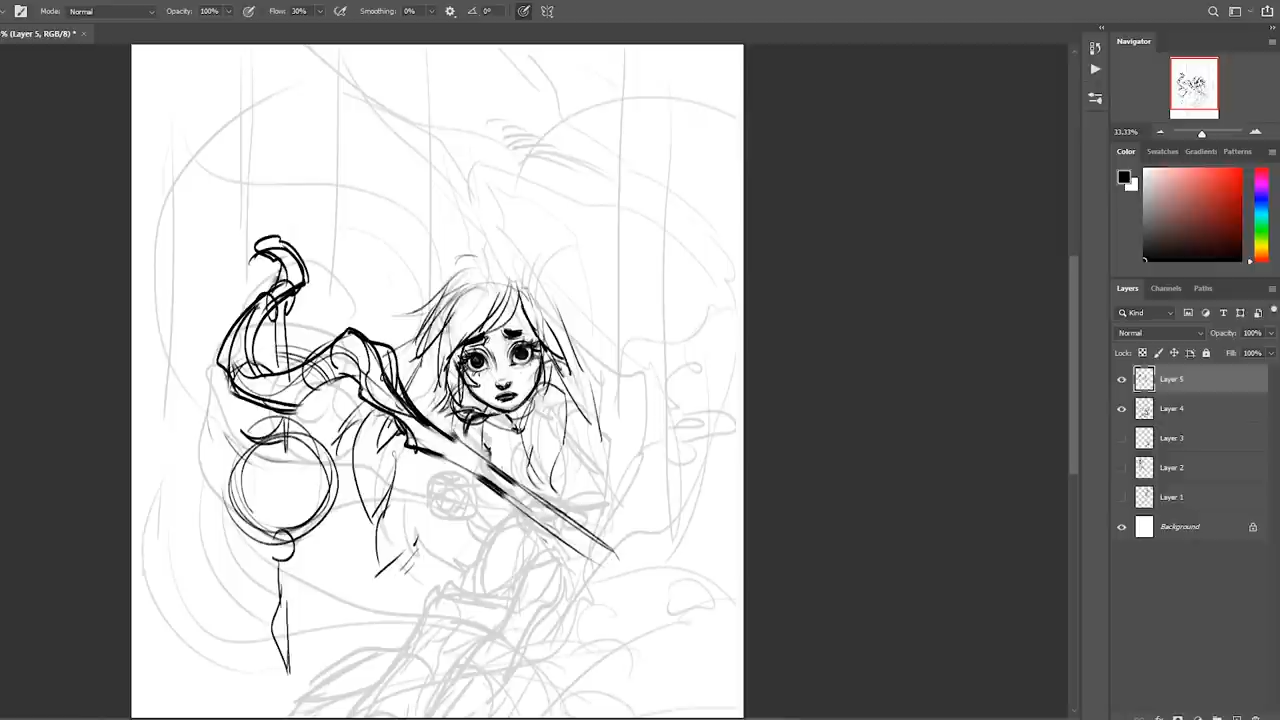 Mode: Normal Opacity: 100% Flow: 30% Smoothing: 0% 0°
% (Layer 5, RGB/8) * ×
Navigator
33.33%
Color Swatches Gradients Patterns
Layers Channels Paths
Kind
Normal Opacity: 100%
Lock: Fill: 100%
Layer 5
Layer 4
Layer 3
Layer 2
Layer 1
Background